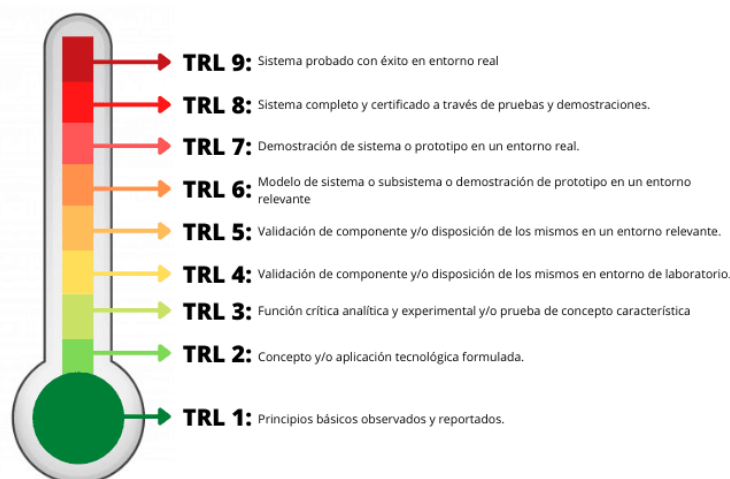 TRL 9: Sistema probado con éxito en entorno real
TRL 8: Sistema completo y certificado a través de pruebas y demostraciones.
TRL 7: Demostración de sistema o prototipo en un entorno real.
TRL 6: Modelo de sistema o subsistema o demostración de prototipo en un entorno
relevante
TRL 5: Validación de componente y/o disposición de los mismos en un entorno relevante.
TRL 4: Validación de componente y/o disposición de los mismos en entorno de laboratorio.
TRL 3: Función crítica analítica y experimental y/o prueba de concepto característica
TRL 2: Concepto y/o aplicación tecnológica formulada.
TRL 1: Principios básicos observados y reportados.